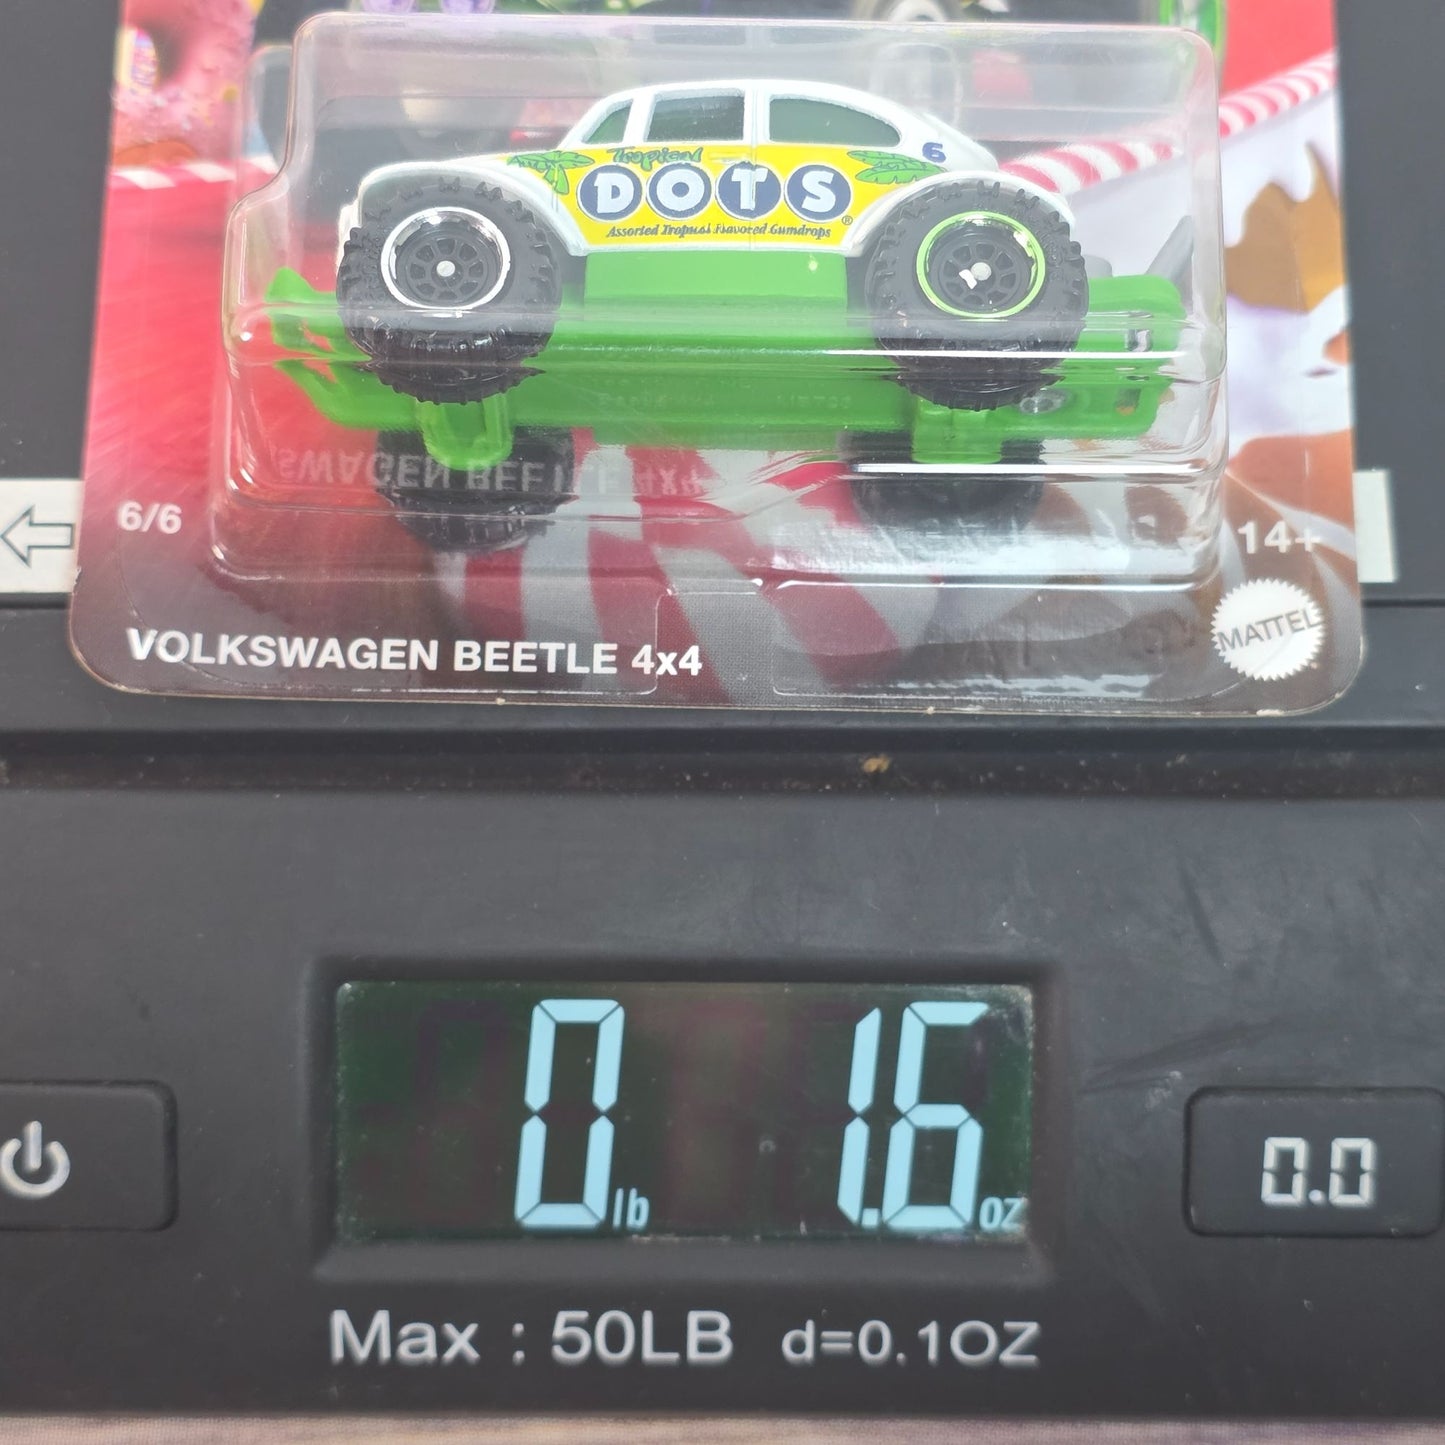 6
Tropical
DOTS®
Assorted Tropical Flavored Gumdrops
6/6
14+
VOLKSWAGEN BEETLE 4x4
MATTEL
0 lb 1.6 oz
0.0
Max : 50LB d=0.1OZ